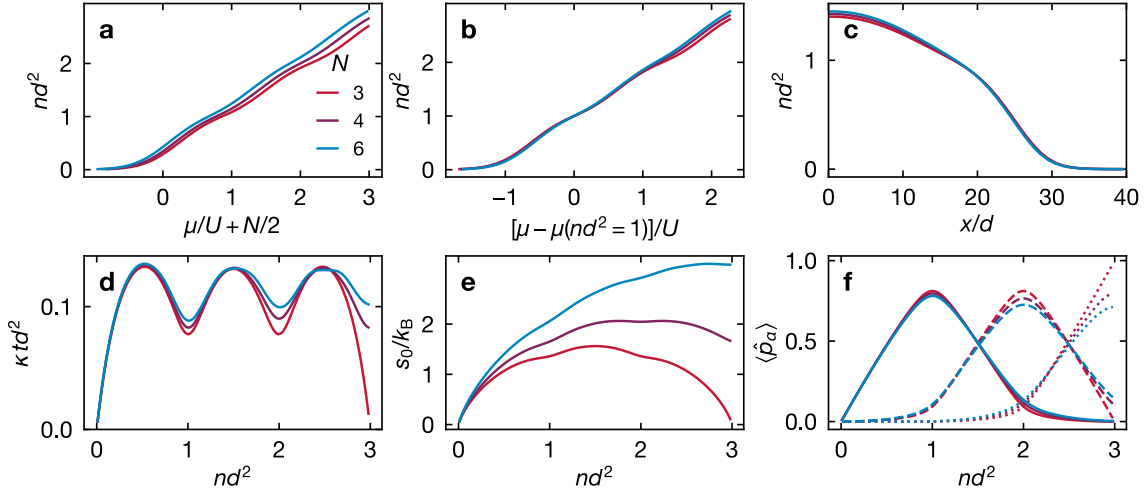 a
nd²
2
1
0
N
3
4
6
0
1
2
3
μ/U + N/2
b
nd²
2
1
0
−1
0
1
2
[μ − μ(nd² = 1)]/U
c
nd²
1
0
0
10
20
30
40
x/d
d
κtd²
0.1
0.0
0
1
2
3
nd²
e
s₀/k_B
2
1
0
0
1
2
3
nd²
f
⟨p̂_α⟩
1.0
0.5
0.0
0
1
2
3
nd²